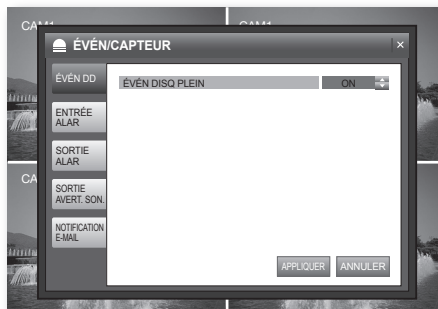 CAM1
CAM1
ÉVÉN/CAPTEUR
ÉVÉN DD
ÉVÉN DISQ PLEIN ON
ENTRÉE
ALAR
SORTIE
ALAR
CA
SORTIE
AVERT. SON.
NOTIFICATION
E-MAIL
APPLIQUER ANNULER